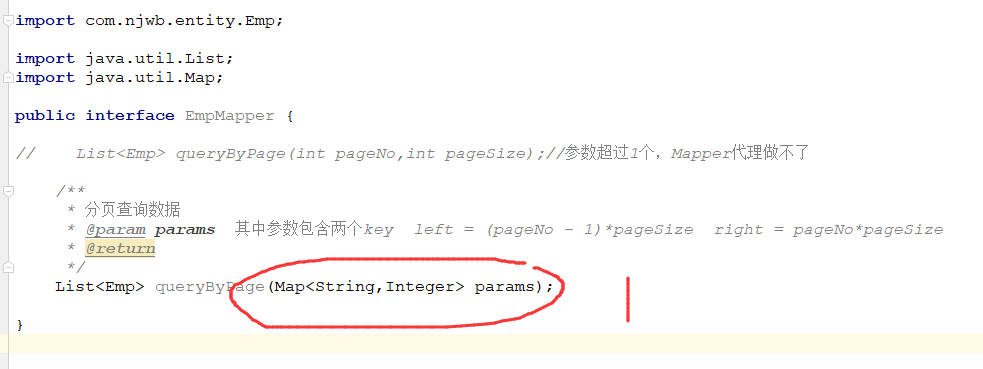 import com.njwb.entity.Emp;
import java.util.List;
import java.util.Map;
public interface EmpMapper {
//    List<Emp> queryByPage(int pageNo,int pageSize);//参数超过1个，Mapper代理做不了
/**
* 分页查询数据
* @param params  其中参数包含两个key  left = (pageNo - 1)*pageSize  right = pageNo*pageSize
* @return
*/
List<Emp> queryByPage(Map<String,Integer> params);
}